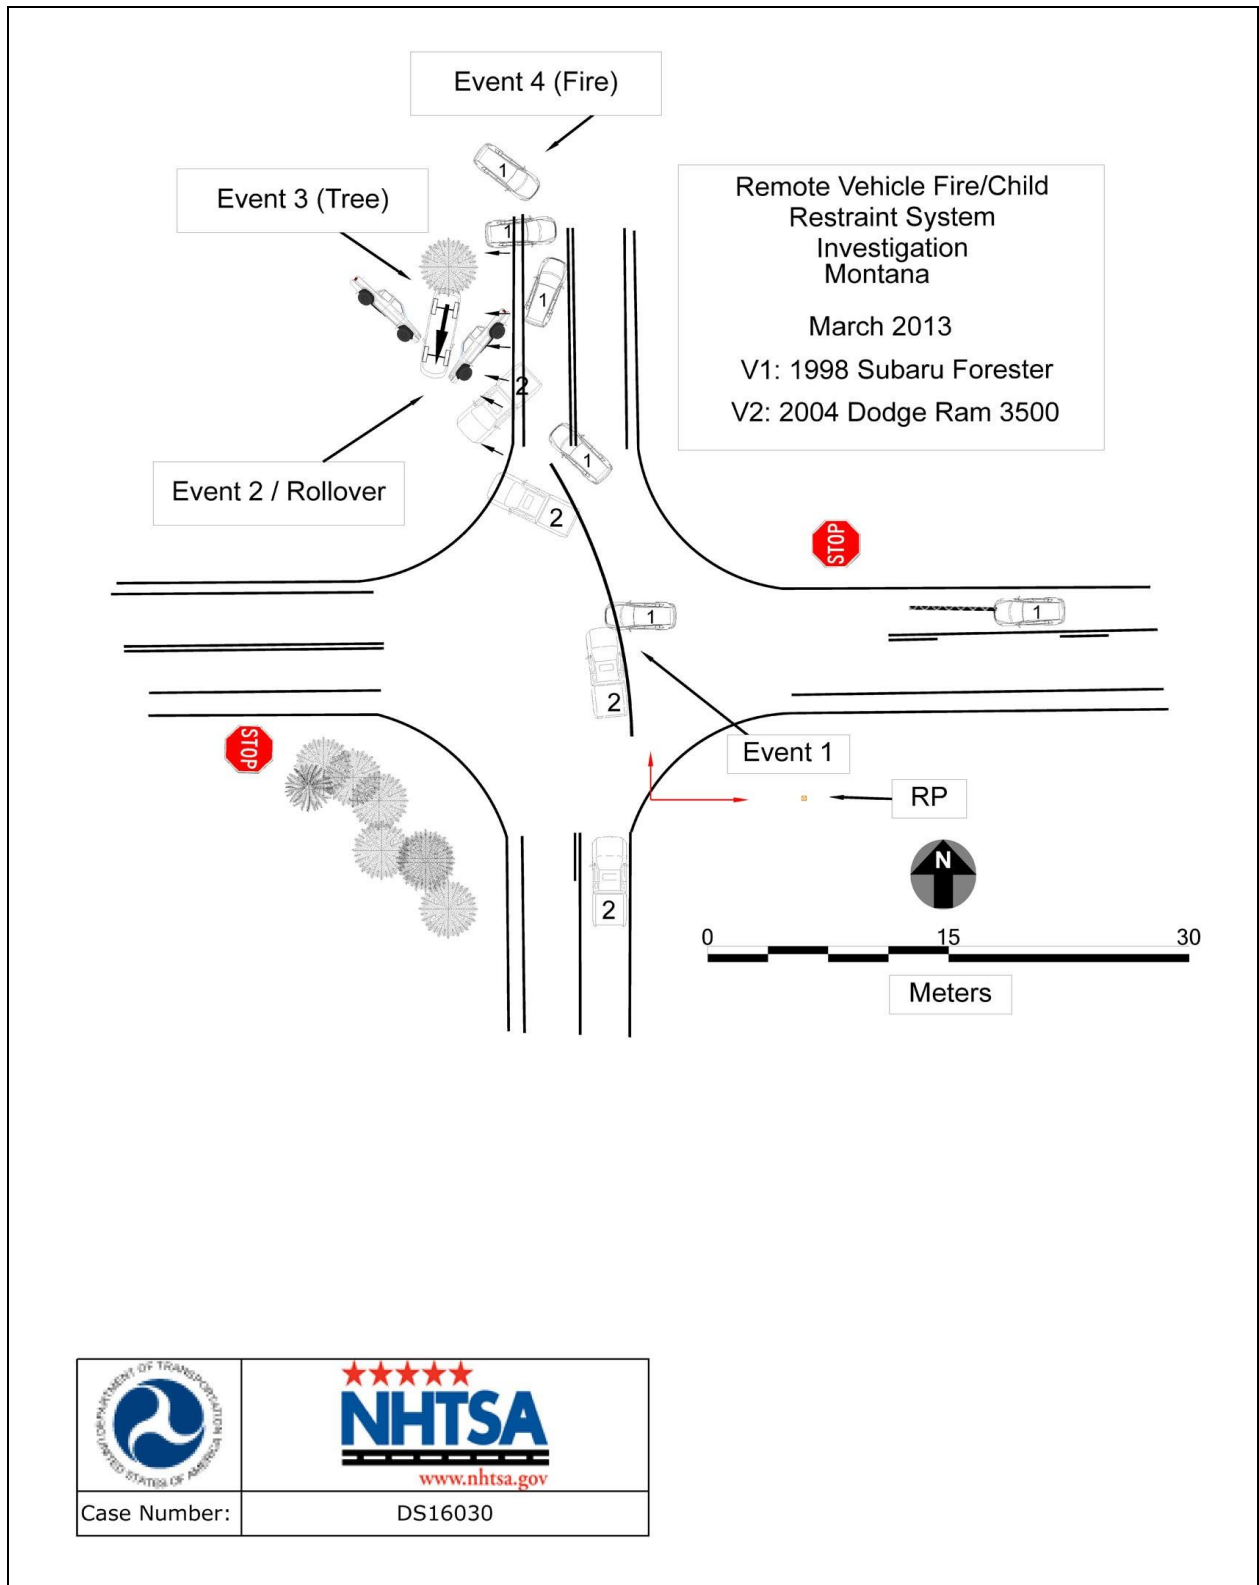 Event 4 (Fire)
Event 3 (Tree)
Remote Vehicle Fire/Child
Restraint System
Investigation
Montana
March 2013
V1: 1998 Subaru Forester
V2: 2004 Dodge Ram 3500
1
1
1
2
1
Event 2 / Rollover
2
STOP
1
1
2
STOP
Event 1
RP
N
2
0 15 30
Meters
DEPARTMENT OF TRANSPORTATION
UNITED STATES OF AMERICA
NHTSA
www.nhtsa.gov
Case Number: DS16030